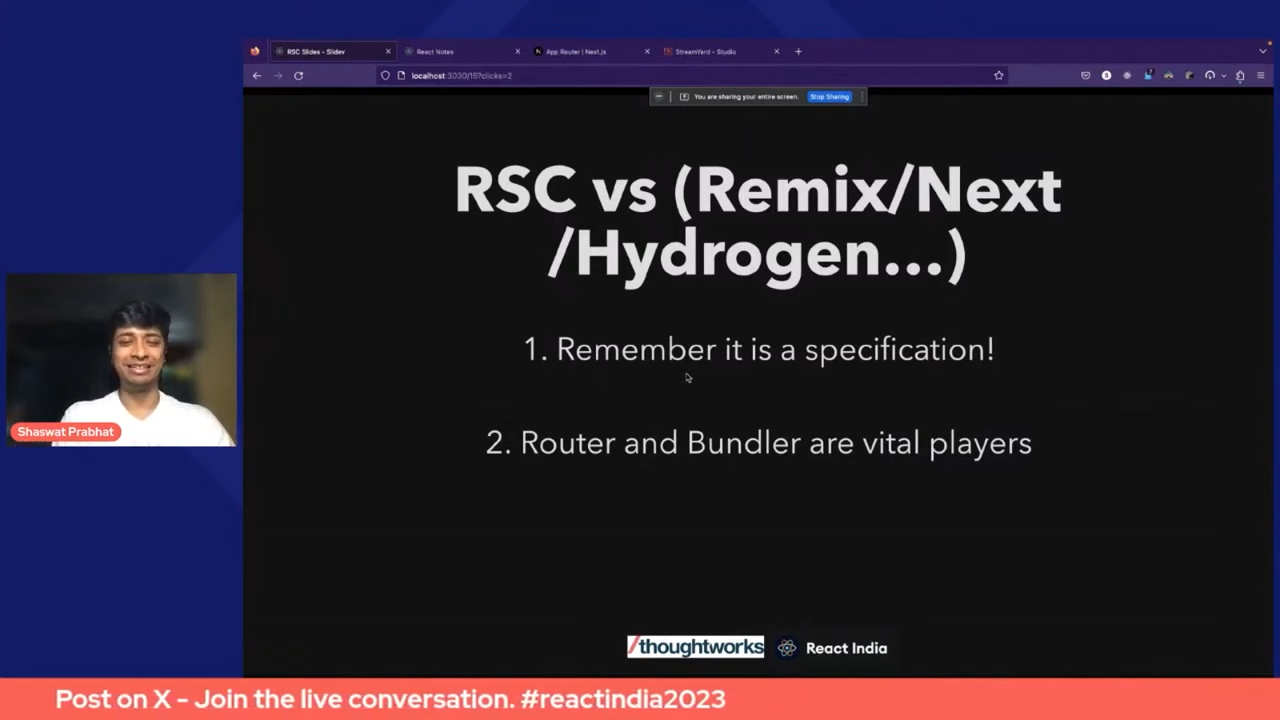 RSC Slides - Slidev
React Notes
App Router | Next.js
StreamYard - Studio
localhost:3030/15?clicks=2
You are sharing your entire screen.
Stop Sharing
RSC vs (Remix/Next
/Hydrogen...)
1. Remember it is a specification!
2. Router and Bundler are vital players
Shaswat Prabhat
/thoughtworks
React India
Post on X - Join the live conversation. #reactindia2023